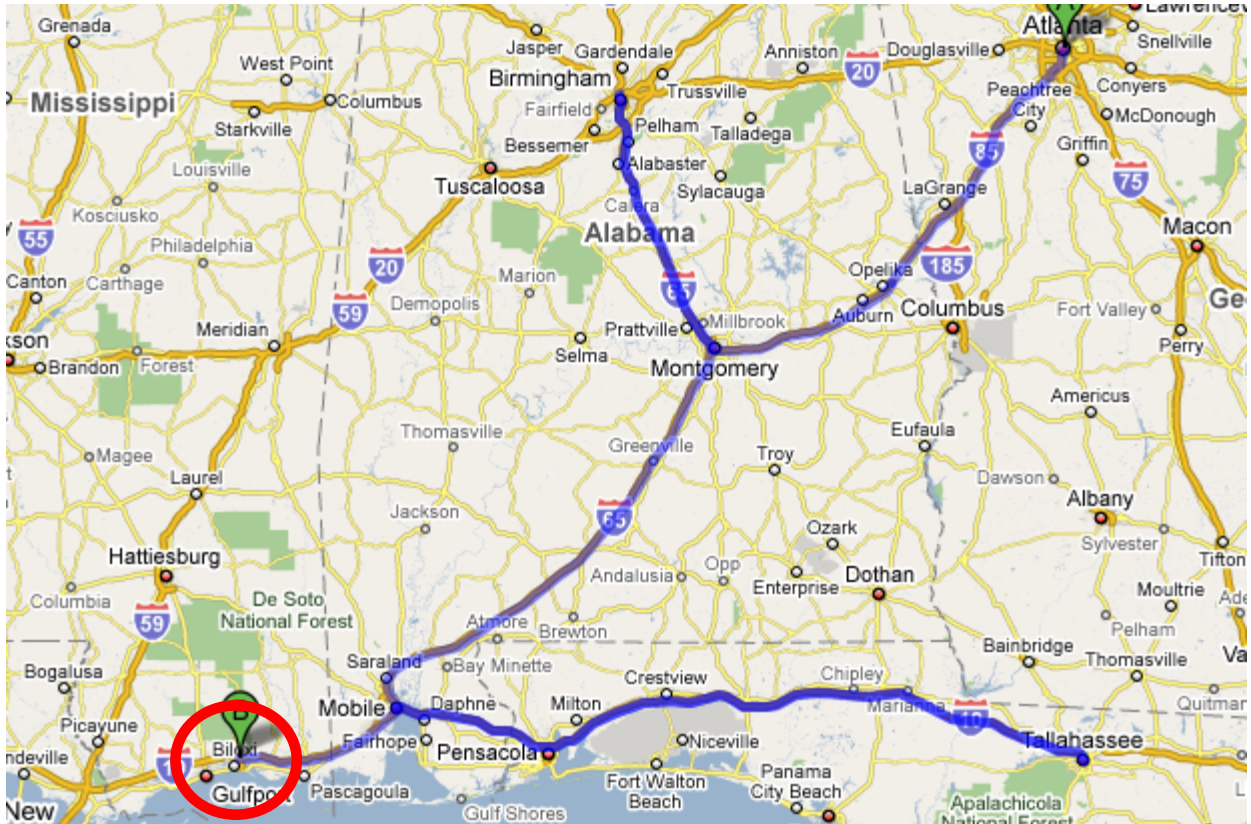 Grenada
Jasper
Gardendale
Anniston
Douglasville
Atlanta
Snellville
West Point
Birmingham
Trussville
20
Conyers
Mississippi
Columbus
Fairfield
Peachtree
City
McDonough
Starkville
Bessemer
Pelham
Talladega
Griffin
Louisville
Alabaster
85
75
Tuscaloosa
Sylacauga
LaGrange
Kosciusko
Calera
Macon
55
Philadelphia
Alabama
20
185
Canton
Carthage
Marion
65
Opelika
59
Demopolis
Auburn
Columbus
Fort Valley
Meridian
Prattville
Millbrook
Brandon
Forest
Selma
Montgomery
Perry
Americus
Thomasville
Greenville
Eufaula
Magee
Troy
Laurel
Dawson
Albany
Jackson
65
Ozark
Sylvester
Hattiesburg
Andalusia
Opp
Enterprise
Dothan
Tifton
Columbia
De Soto
National Forest
Moultrie
59
Atmore
Brewton
Pelham
Bainbridge
Saraland
Bay Minette
Thomasville
Bogalusa
Crestview
Chipley
Mobile
Daphne
Milton
Marianna
Quitman
Picayune
B
10
Fairhope
Pensacola
Niceville
Tallahassee
Biloxi
Gulfport
Pascagoula
Fort Walton
Beach
Panama
City Beach
Gulf Shores
Apalachicola
National Forest
New